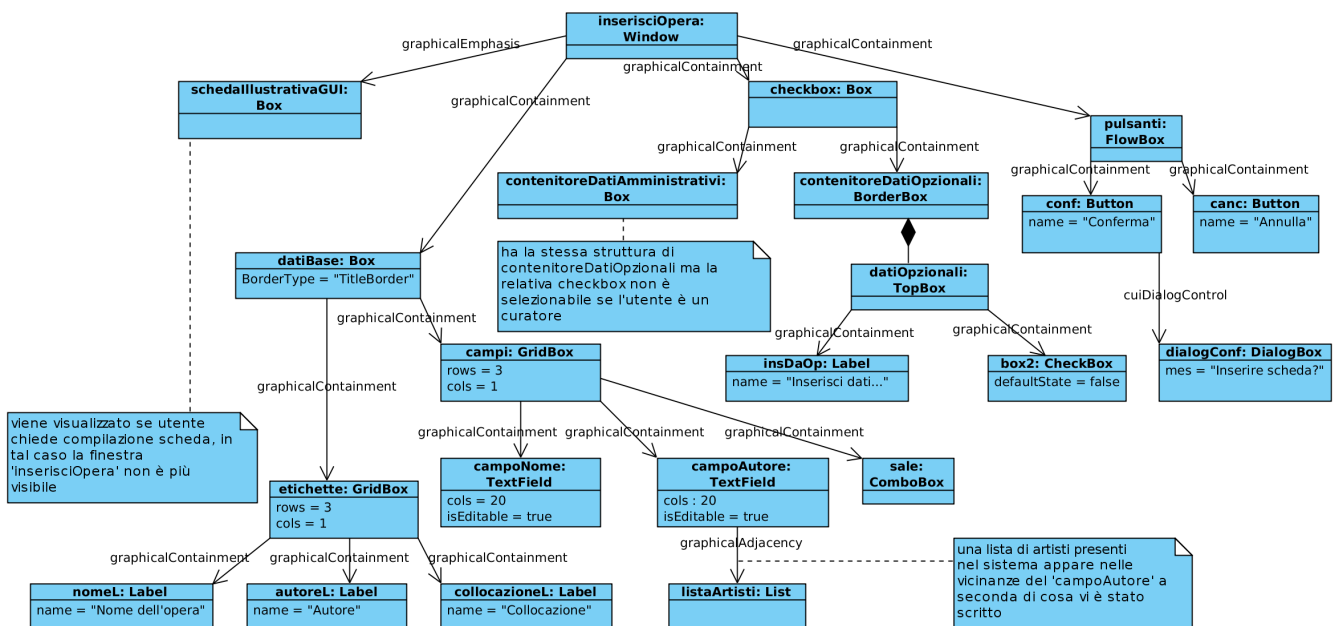 inserisciOpera:
Window
graphicalEmphasis
graphicalContainment
graphicalContainment
graphicalContainment
schedaIllustrativaGUI:
Box
checkbox: Box
pulsanti:
FlowBox
graphicalContainment
graphicalContainment
graphicalContainment
graphicalContainment
contenitoreDatiAmministrativi:
Box
contenitoreDatiOpzionali:
BorderBox
conf: Button
name = "Conferma"
canc: Button
name = "Annulla"
ha la stessa struttura di
contenitoreDatiOpzionali ma la
relativa checkbox non è
selezionabile se l'utente è un
curatore
datiBase: Box
BorderType = "TitleBorder"
datiOpzionali:
TopBox
cuiDialogControl
graphicalContainment
graphicalContainment
graphicalContainment
campi: GridBox
rows = 3
cols = 1
insDaOp: Label
name = "Inserisci dati..."
box2: CheckBox
defaultState = false
dialogConf: DialogBox
mes = "Inserire scheda?"
graphicalContainment
viene visualizzato se utente
chiede compilazione scheda, in
tal caso la finestra
'inserisciOpera' non è più
visibile
graphicalContainment
graphicalContainment
graphicalContainment
campoNome:
TextField
cols = 20
isEditable = true
campoAutore:
TextField
cols : 20
isEditable = true
sale:
ComboBox
etichette: GridBox
rows = 3
cols = 1
graphicalAdjacency
graphicalContainment
graphicalContainment
graphicalContainment
una lista di artisti presenti
nel sistema appare nelle
vicinanze del 'campoAutore' a
seconda di cosa vi è stato
scritto
nomeL: Label
name = "Nome dell'opera"
autoreL: Label
name = "Autore"
collocazioneL: Label
name = "Collocazione"
listaArtisti: List